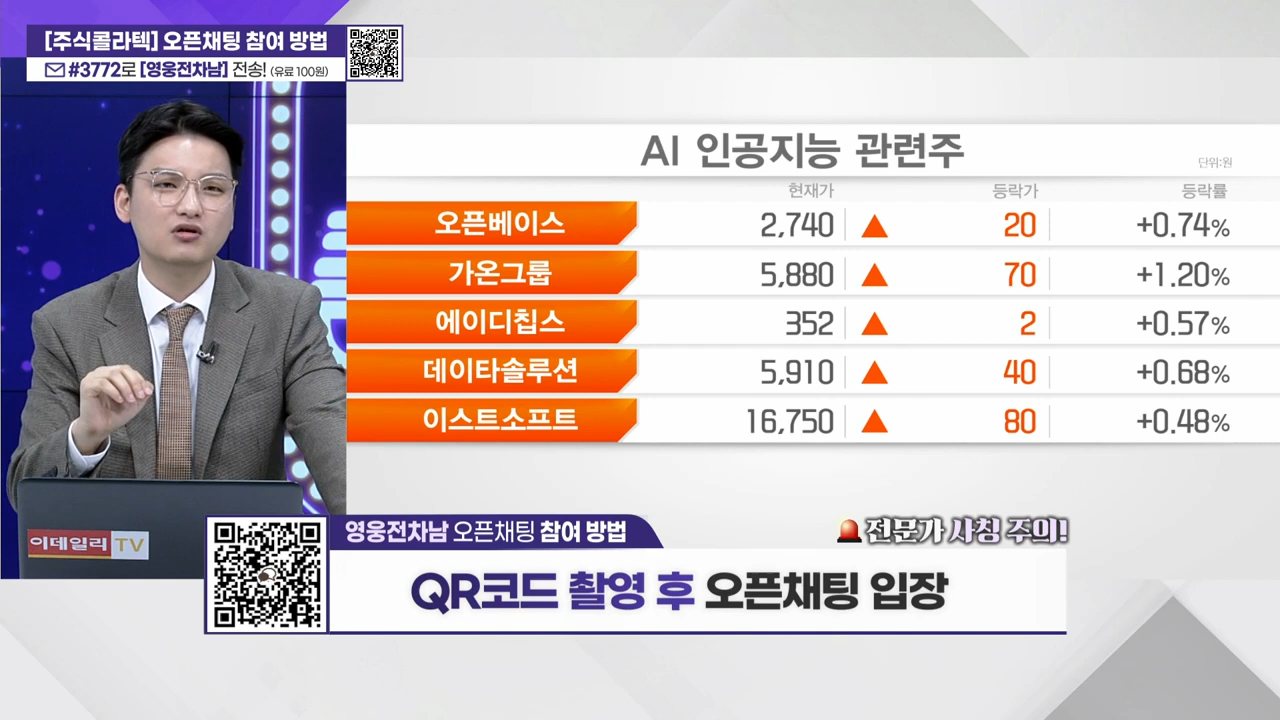 [주식콜라텍] 오픈채팅 참여 방법
#3772로 [영웅전차남] 전송! (유료 100원)
AI 인공지능 관련주
단위:원
현재가 등락가 등락률
오픈베이스 2,740 ▲ 20 +0.74%
가온그룹 5,880 ▲ 70 +1.20%
에이디칩스 352 ▲ 2 +0.57%
데이타솔루션 5,910 ▲ 40 +0.68%
이스트소프트 16,750 ▲ 80 +0.48%
이데일리 TV
영웅전차남 오픈채팅 참여 방법
전문가 사칭 주의!
QR코드 촬영 후 오픈채팅 입장